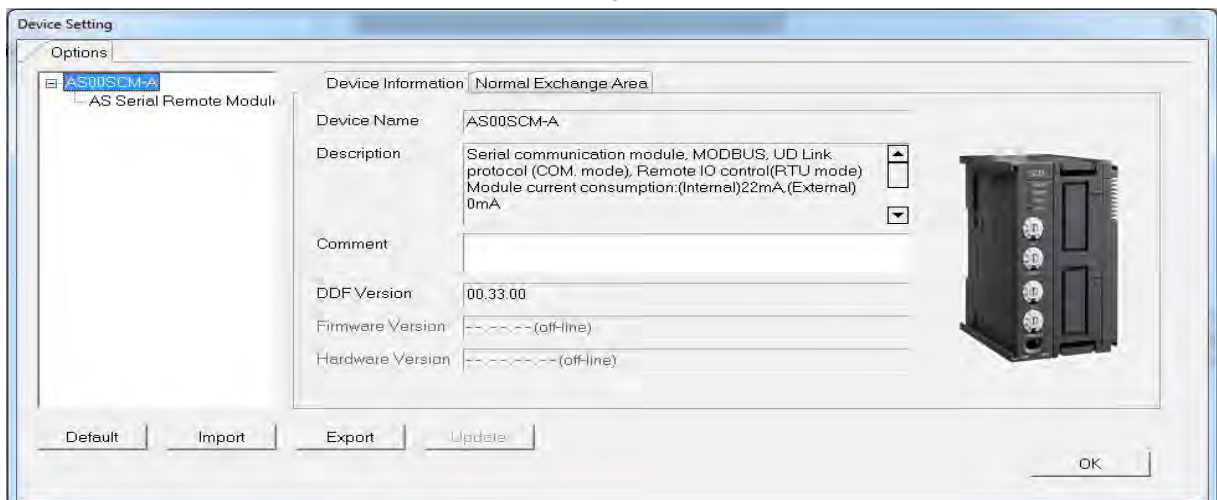 Device Setting
Options
AS00SCM-A
AS Serial Remote Modul
Device Information Normal Exchange Area
Device Name AS00SCM-A
Description Serial communication module, MODBUS, UD Link
protocol (COM. mode), Remote IO control(RTU mode)
Module current consumption:(Internal)22mA,(External)
0mA
Comment
DDF Version 00.33.00
Firmware Version --.--.--(off-line)
Hardware Version --.--.--.--(off-line)
SCM
Default Import Export Update
OK